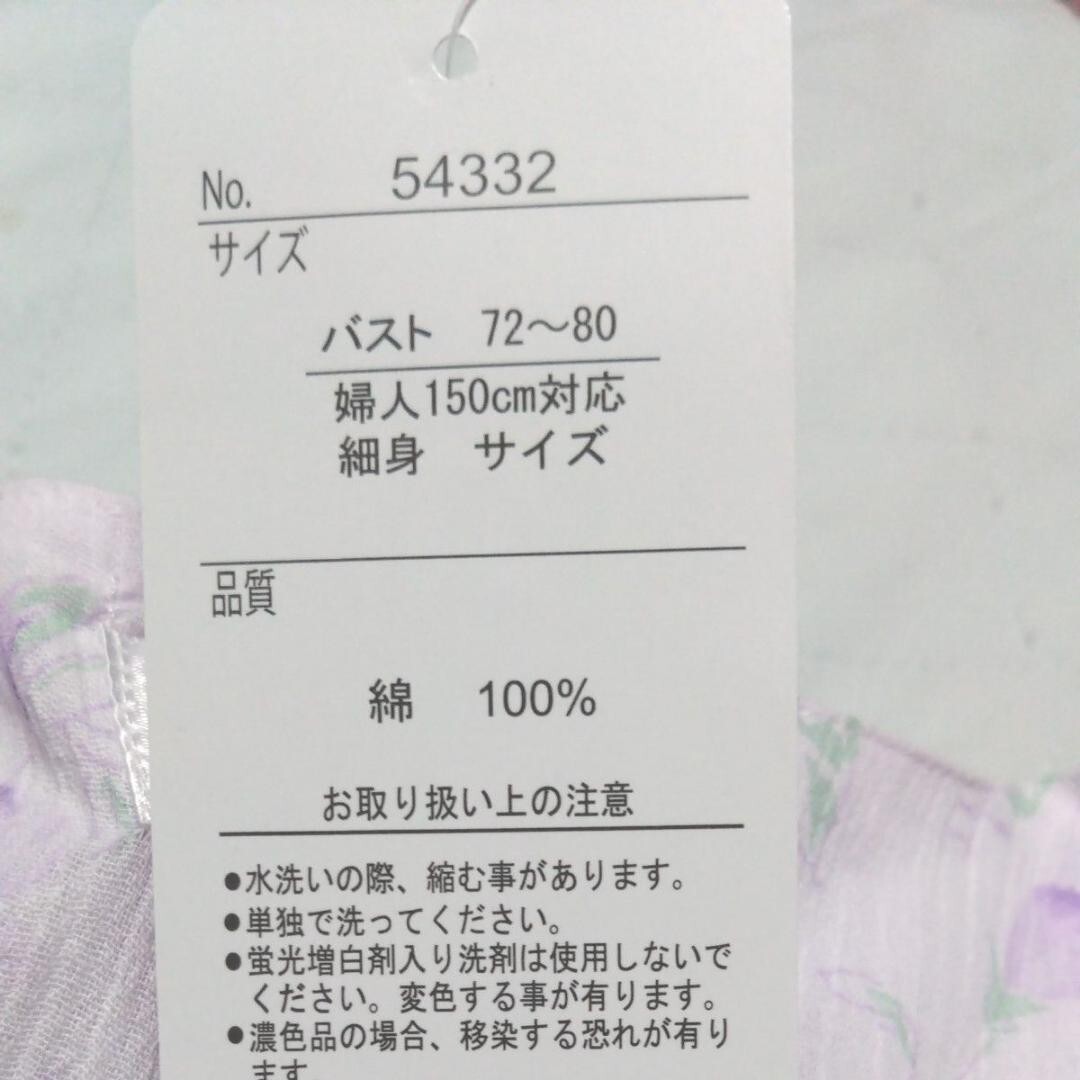 No. 54332
サイズ
バスト 72～80
婦人150cm対応
細身 サイズ
品質
綿 100%
お取り扱い上の注意
●水洗いの際、縮む事があります。
●単独で洗ってください。
●蛍光増白剤入り洗剤は使用しないで
ください。変色する事が有ります。
●濃色品の場合、移染する恐れが有り
ます